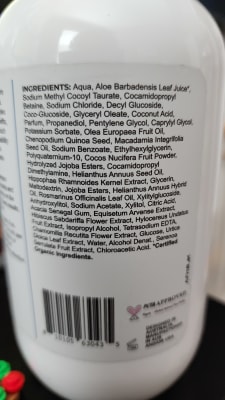 INGREDIENTS: Aqua, Aloe Barbadensis Leaf Juice*,
Sodium Methyl Cocoyl Taurate, Cocamidopropyl
Betaine, Sodium Chloride, Decyl Glucoside,
Coco-Glucoside, Glyceryl Oleate, Coconut Acid,
Parfum, Propanediol, Pentylene Glycol, Caprylyl Glycol,
Potassium Sorbate, Olea Europaea Fruit Oil,
Chenopodium Quinoa Seed, Macadamia Integrifolia
Seed Oil, Sodium Benzoate, Ethylhexylglycerin,
Polyquaternium-10, Cocos Nucifera Fruit Powder,
Hydrolyzed Jojoba Esters, Cocamidopropyl
Dimethylamine, Helianthus Annuus Seed Oil,
Hippophae Rhamnoides Kernel Extract, Glycerin,
Maltodextrin, Jojoba Esters, Helianthus Annuus Hybrid
Oil, Rosmarinus Officinalis Leaf Oil, Xylitylglucoside,
Anhydroxylitol, Sodium Acetate, Xylitol, Citric Acid,
Acacia Senegal Gum, Equisetum Arvense Extract,
Hibiscus Sabdariffa Flower Extract, Hylocereus Undatus
Fruit Extract, Isopropyl Alcohol, Tetrasodium EDTA,
Chamomilla Recutita Flower Extract, Glucose, Urtica
Dioica Leaf Extract, Water, Alcohol Denat., Serenoa
Serrulata Fruit Extract, Chloroacetic Acid. *Certified
Organic Ingredients.